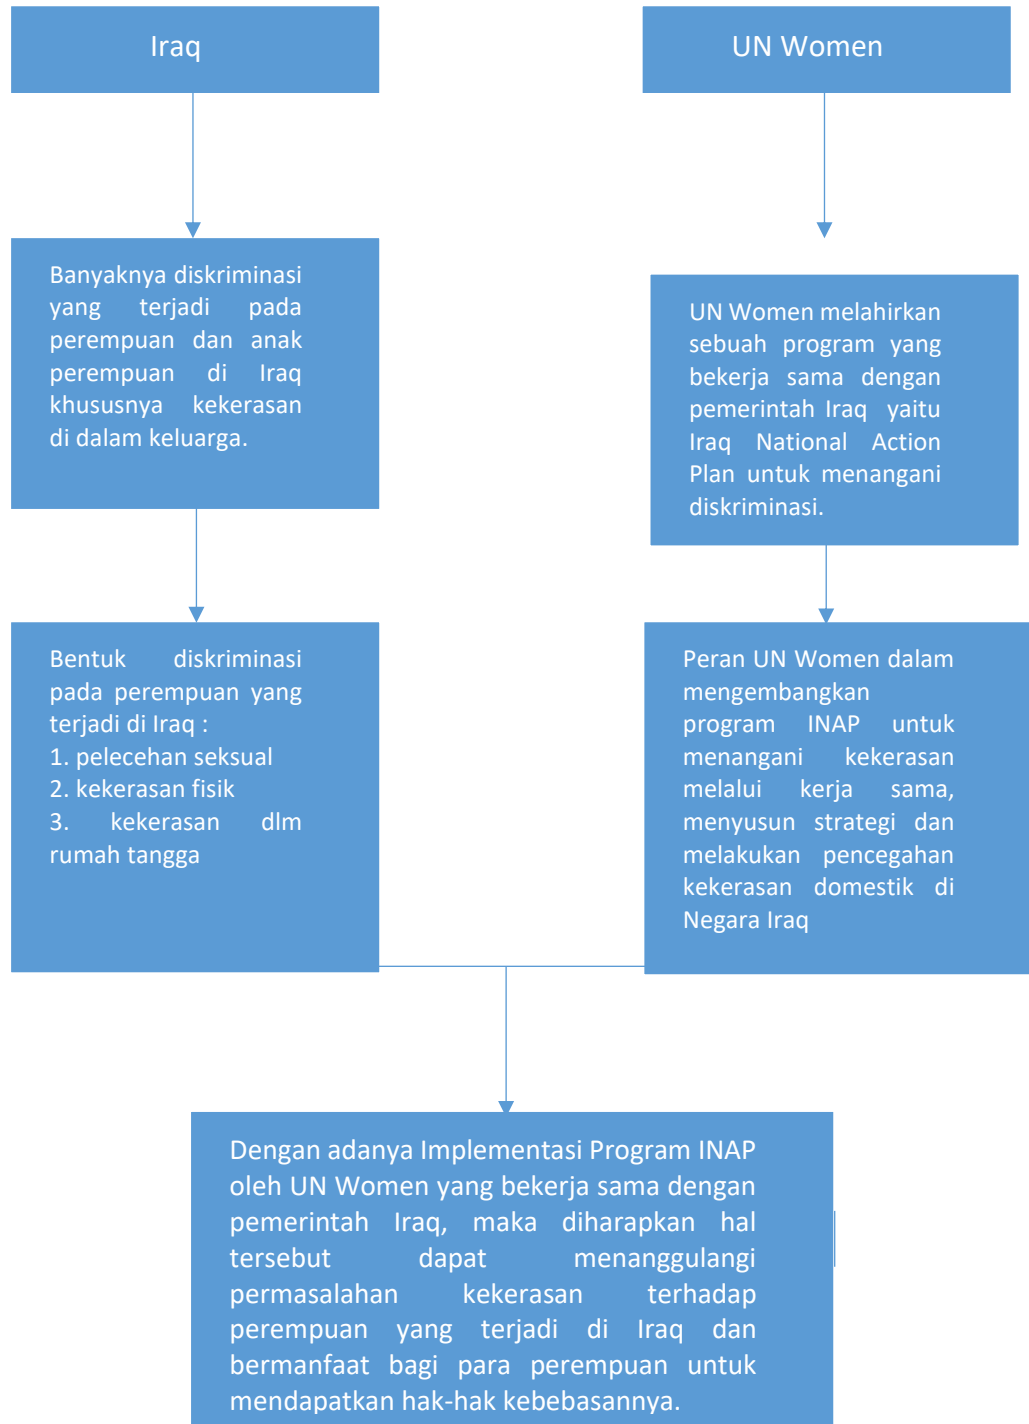 Iraq
UN Women
Banyaknya diskriminasi
yang terjadi pada
perempuan dan anak
perempuan di Iraq
khususnya kekerasan
di dalam keluarga.
UN Women melahirkan
sebuah program yang
bekerja sama dengan
pemerintah Iraq yaitu
Iraq National Action
Plan untuk menangani
diskriminasi.
Bentuk diskriminasi
pada perempuan yang
terjadi di Iraq :
1. pelecehan seksual
2. kekerasan fisik
3. kekerasan dlm
rumah tangga
Peran UN Women dalam
mengembangkan
program INAP untuk
menangani kekerasan
melalui kerja sama,
menyusun strategi dan
melakukan pencegahan
kekerasan domestik di
Negara Iraq
Dengan adanya Implementasi Program INAP
oleh UN Women yang bekerja sama dengan
pemerintah Iraq, maka diharapkan hal
tersebut dapat menanggulangi
permasalahan kekerasan terhadap
perempuan yang terjadi di Iraq dan
bermanfaat bagi para perempuan untuk
mendapatkan hak-hak kebebasannya.